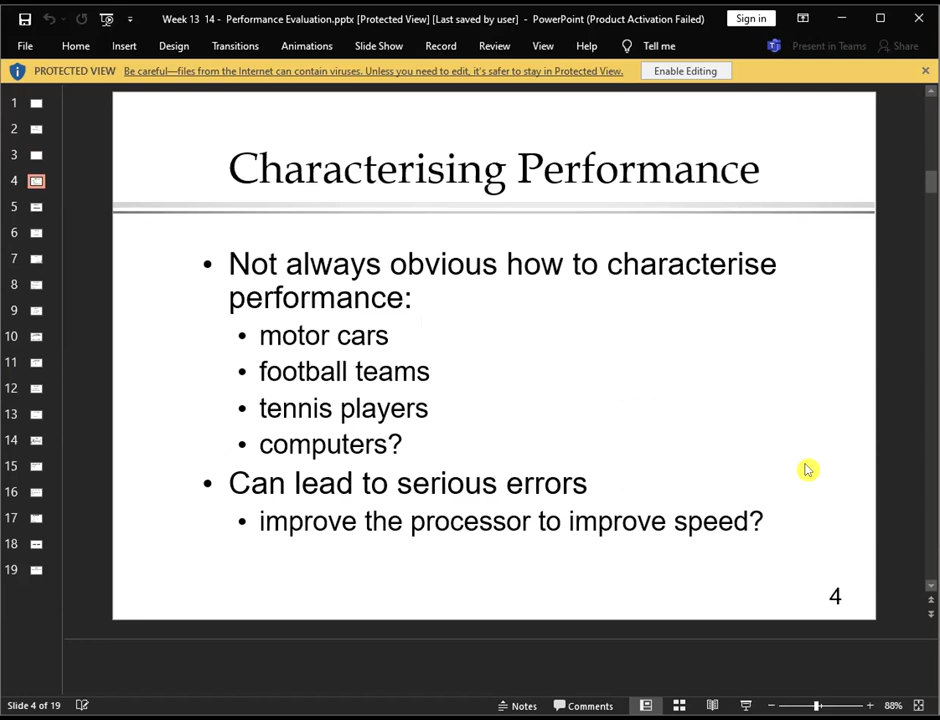 Week 13 14 - Performance Evaluation.pptx [Protected View] [Last saved by user] - PowerPoint (Product Activation Failed)
Sign in
File Home Insert Design Transitions Animations Slide Show Record Review View Help Tell me Present in Teams Share
PROTECTED VIEW Be careful—files from the Internet can contain viruses. Unless you need to edit, it's safer to stay in Protected View. Enable Editing
1
2
3
4
5
6
7
8
9
10
11
12
13
14
15
16
17
18
19
Characterising Performance
• Not always obvious how to characterise
performance:
• motor cars
• football teams
• tennis players
• computers?
• Can lead to serious errors
• improve the processor to improve speed?
4
Slide 4 of 19 Notes Comments 88%